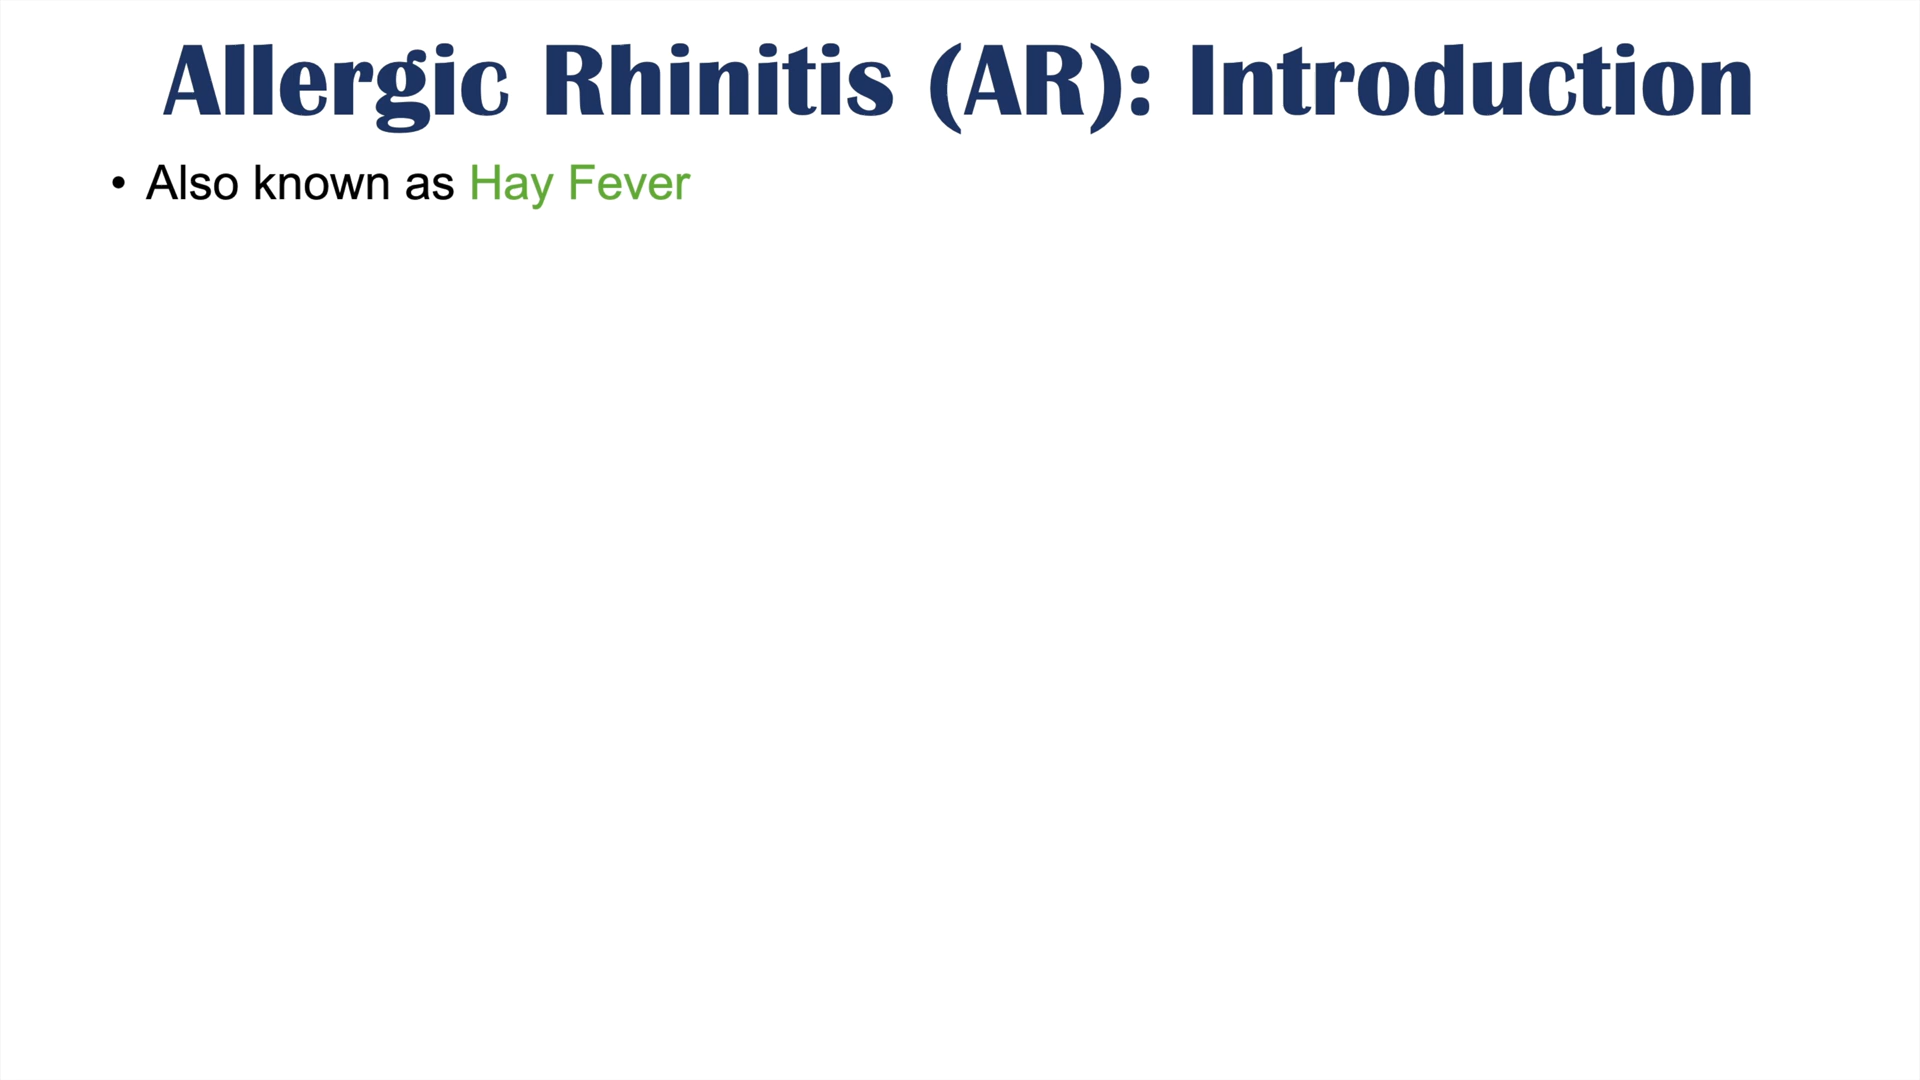 Allergic Rhinitis (AR): Introduction
• Also known as Hay Fever